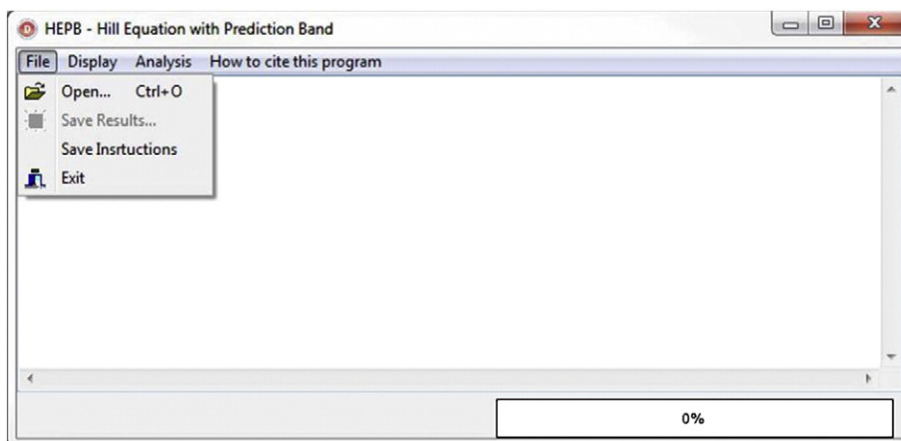 HEPB - Hill Equation with Prediction Band
File Display Analysis How to cite this program
Open... Ctrl+O
Save Results...
Save Insrtuctions
Exit
0%